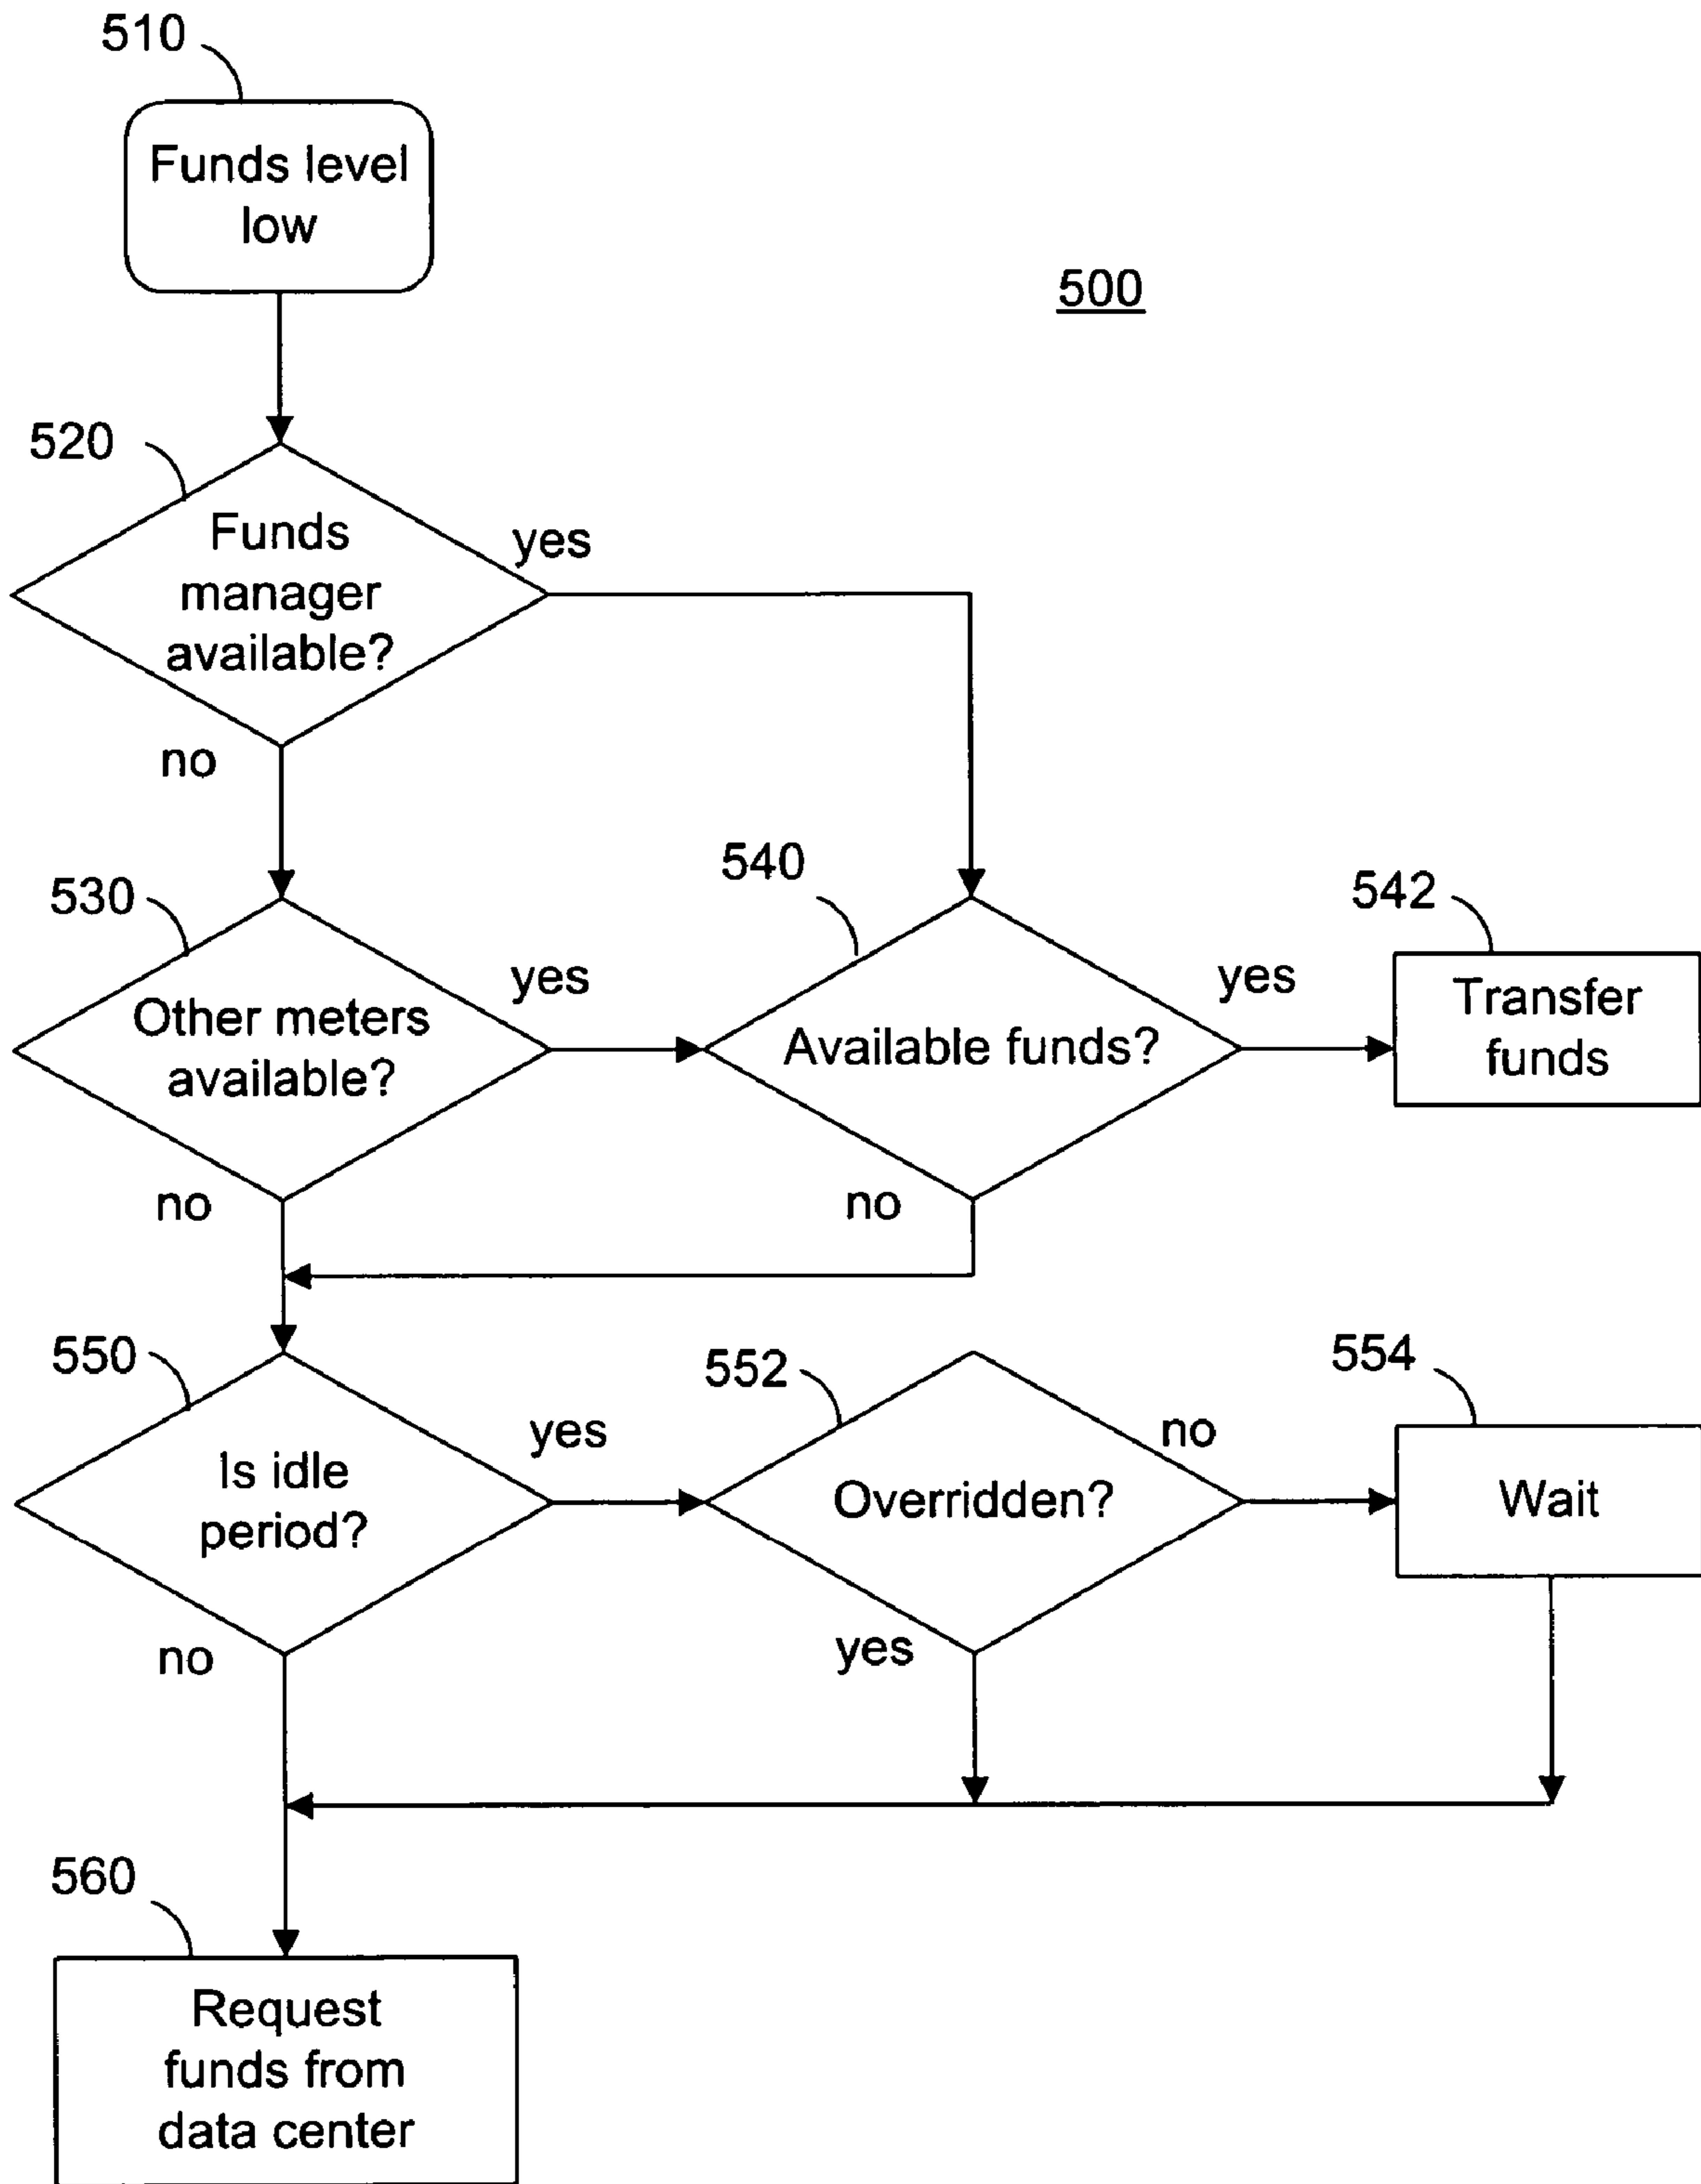 510
Funds level
low
500
520
Funds
manager
available?
yes
no
530
Other meters
available?
yes
no
540
Available funds?
yes
no
542
Transfer
funds
550
Is idle
period?
yes
no
552
Overridden?
no
yes
554
Wait
560
Request
funds from
data center